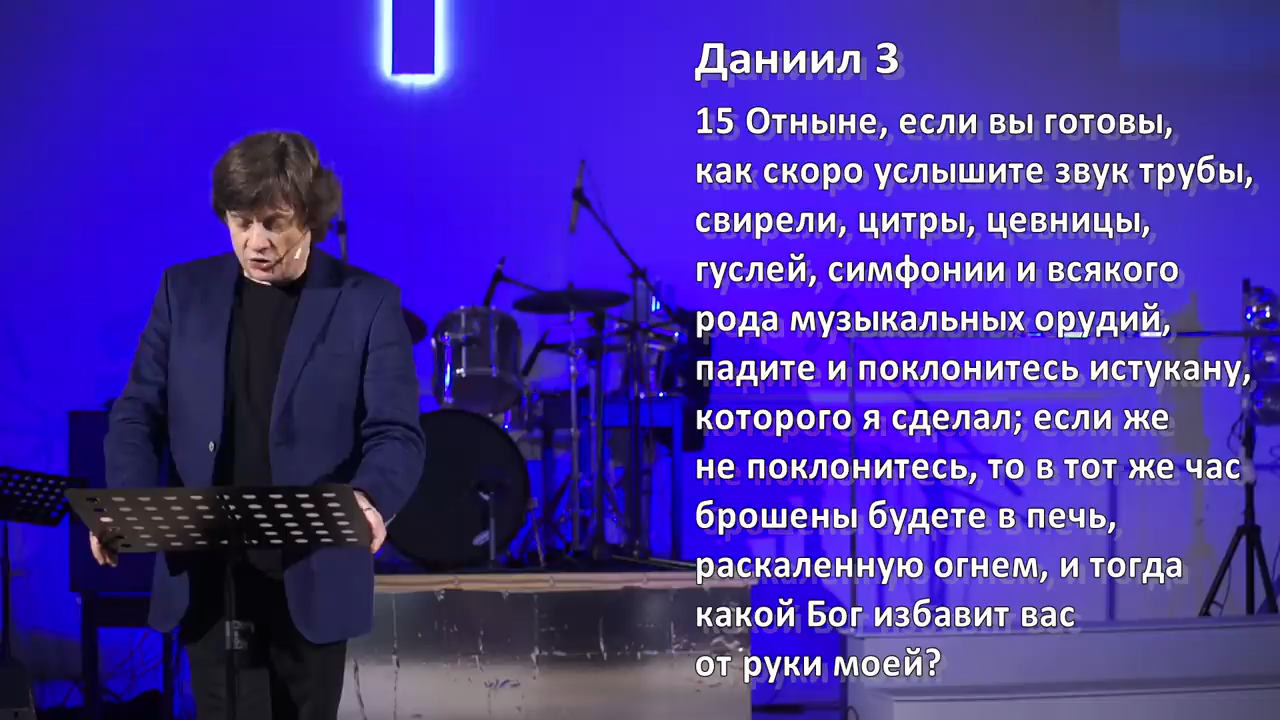 Даниил 3
15 Отныне, если вы готовы,
как скоро услышите звук трубы,
свирели, цитры, цевницы,
гуслей, симфонии и всякого
рода музыкальных орудий,
падите и поклонитесь истукану,
которого я сделал; если же
не поклонитесь, то в тот же час
брошены будете в печь,
раскаленную огнем, и тогда
какой Бог избавит вас
от руки моей?